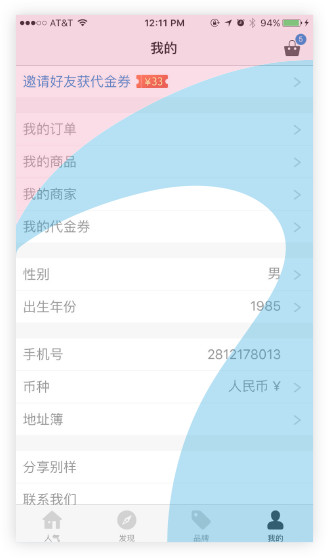 AT&T 12:11 PM 94%
我的 6
邀请好友获代金券 ¥33
我的订单
我的商品
我的商家
我的代金券
性别 男
出生年份 1985
手机号 2812178013
币种 人民币 ¥
地址簿
分享别样
联系我们
人气 发现 品牌 我的